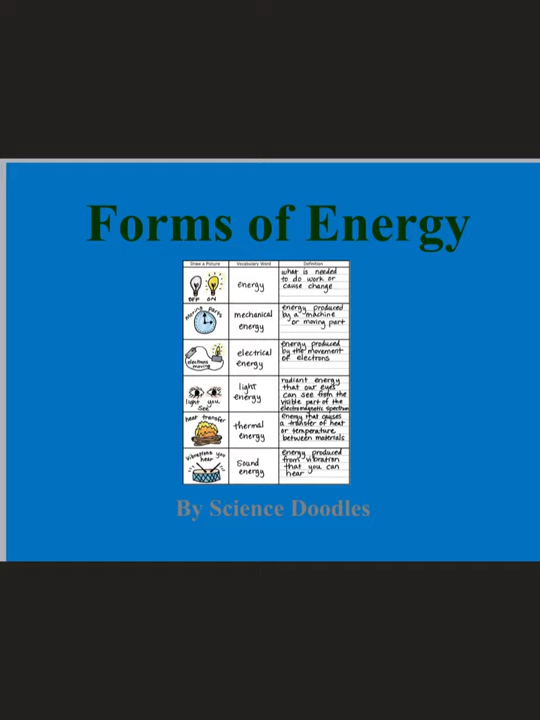 Forms of Energy
Draw a Picture Vocabulary Word Definition
OFF ON
energy
what is needed
to do work or
cause change
moving parts
mechanical
energy
energy produced
by a machine
or moving part
electrons
moving
electrical
energy
energy produced
by the movement
of electrons
light you
see
light
energy
radiant energy
that our eyes
can see from the
visible part of the
electromagnetic spectrum
heat transfer
thermal
energy
energy that causes
a transfer of heat
or temperature
between materials
vibrations you
hear
Sound
energy
energy produced
from vibration
that you can
hear
By Science Doodles